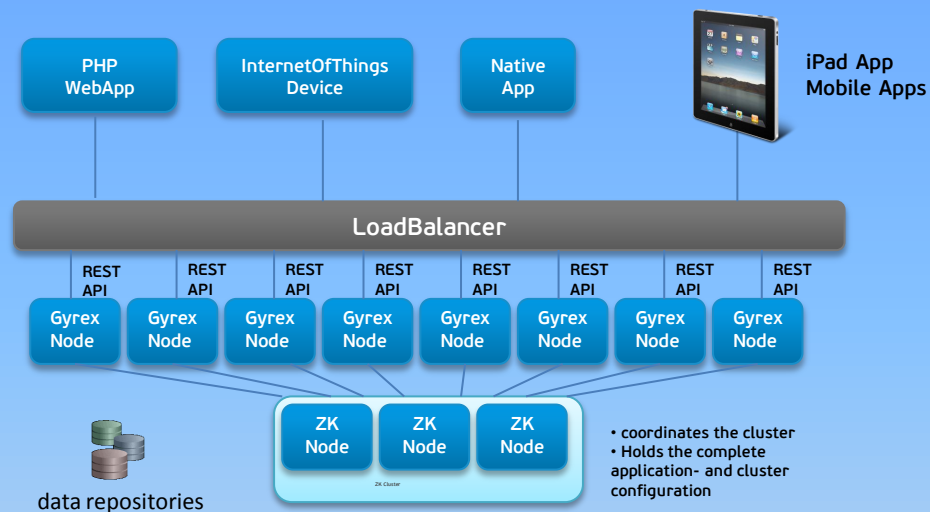 PHP
WebApp
InternetOfThings
Device
Native
App
iPad App
Mobile Apps
LoadBalancer
REST
API
REST
API
REST
API
REST
API
REST
API
REST
API
REST
API
REST
API
Gyrex
Node
Gyrex
Node
Gyrex
Node
Gyrex
Node
Gyrex
Node
Gyrex
Node
Gyrex
Node
Gyrex
Node
ZK
Node
ZK
Node
ZK
Node
ZK Cluster
• coordinates the cluster
• Holds the complete
application- and cluster
configuration
data repositories